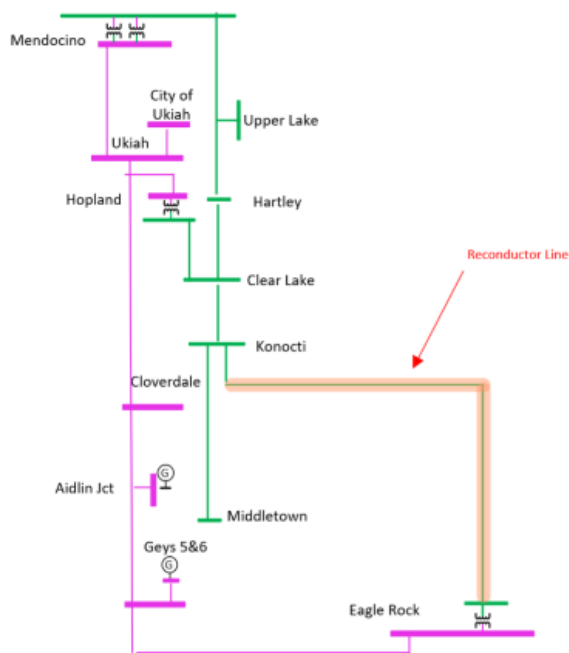 Mendocino
City of
Ukiah
Upper Lake
Ukiah
Hopland
Hartley
Reconductor Line
Clear Lake
Konocti
Cloverdale
G
Aidlin Jct
Middletown
Geys 5&6
G
Eagle Rock